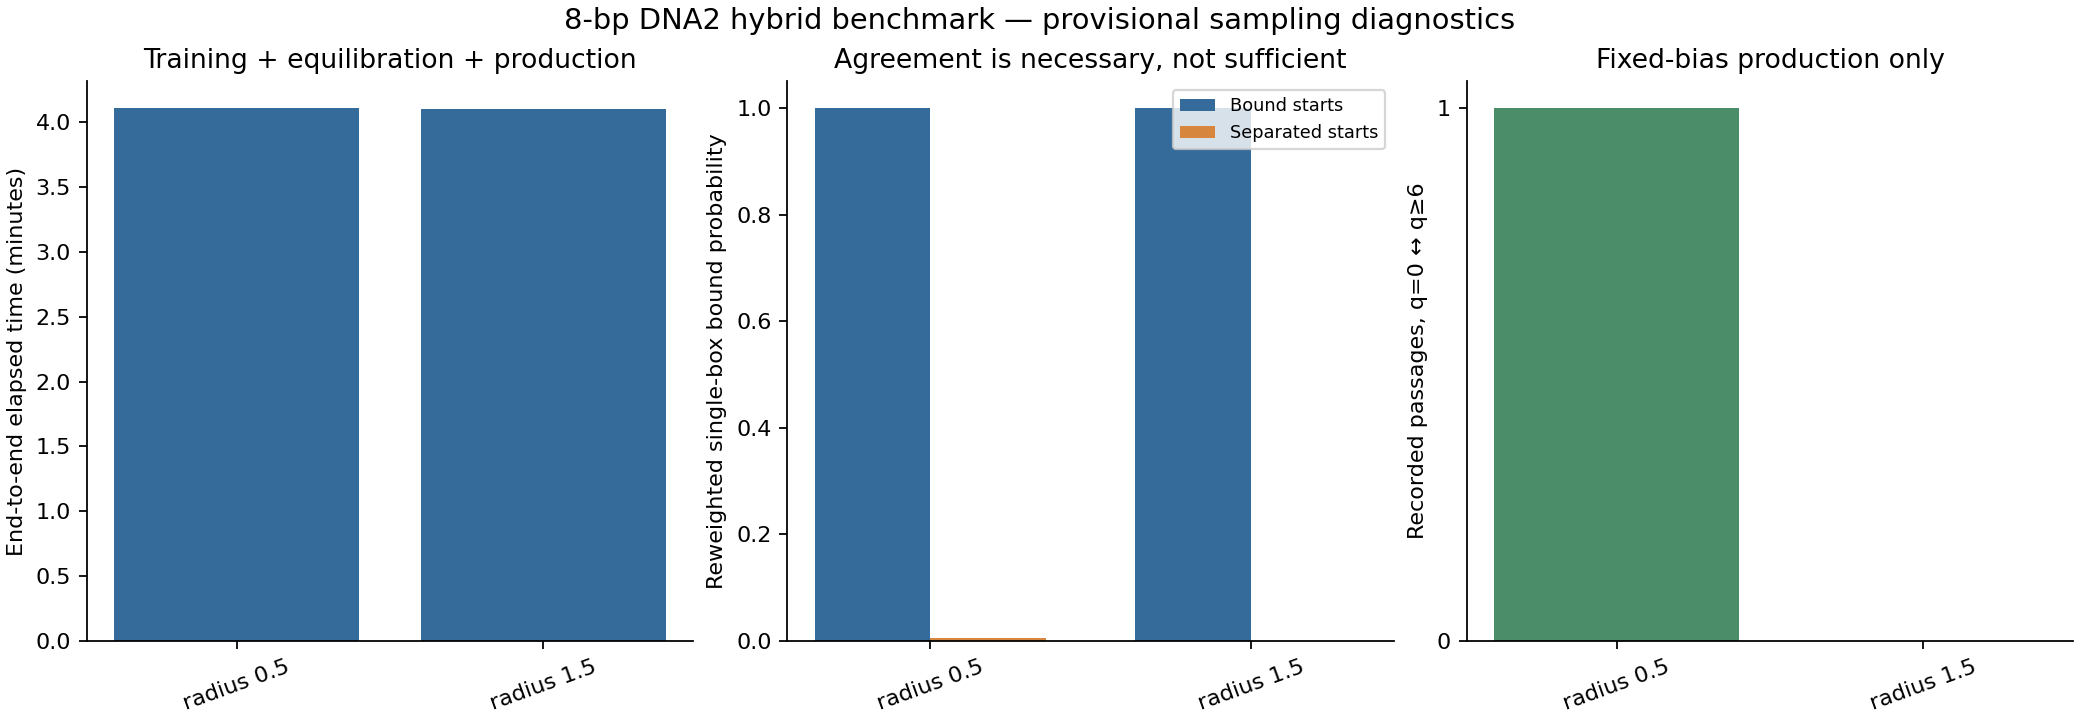 8-bp DNA2 hybrid benchmark — provisional sampling diagnostics
Training + equilibration + production
End-to-end elapsed time (minutes)
4.0
3.5
3.0
2.5
2.0
1.5
1.0
0.5
0.0
radius 0.5
radius 1.5
Agreement is necessary, not sufficient
Reweighted single-box bound probability
1.0
0.8
0.6
0.4
0.2
0.0
Bound starts
Separated starts
radius 0.5
radius 1.5
Fixed-bias production only
Recorded passages, q=0 ↔ q≥6
1
0
radius 0.5
radius 1.5